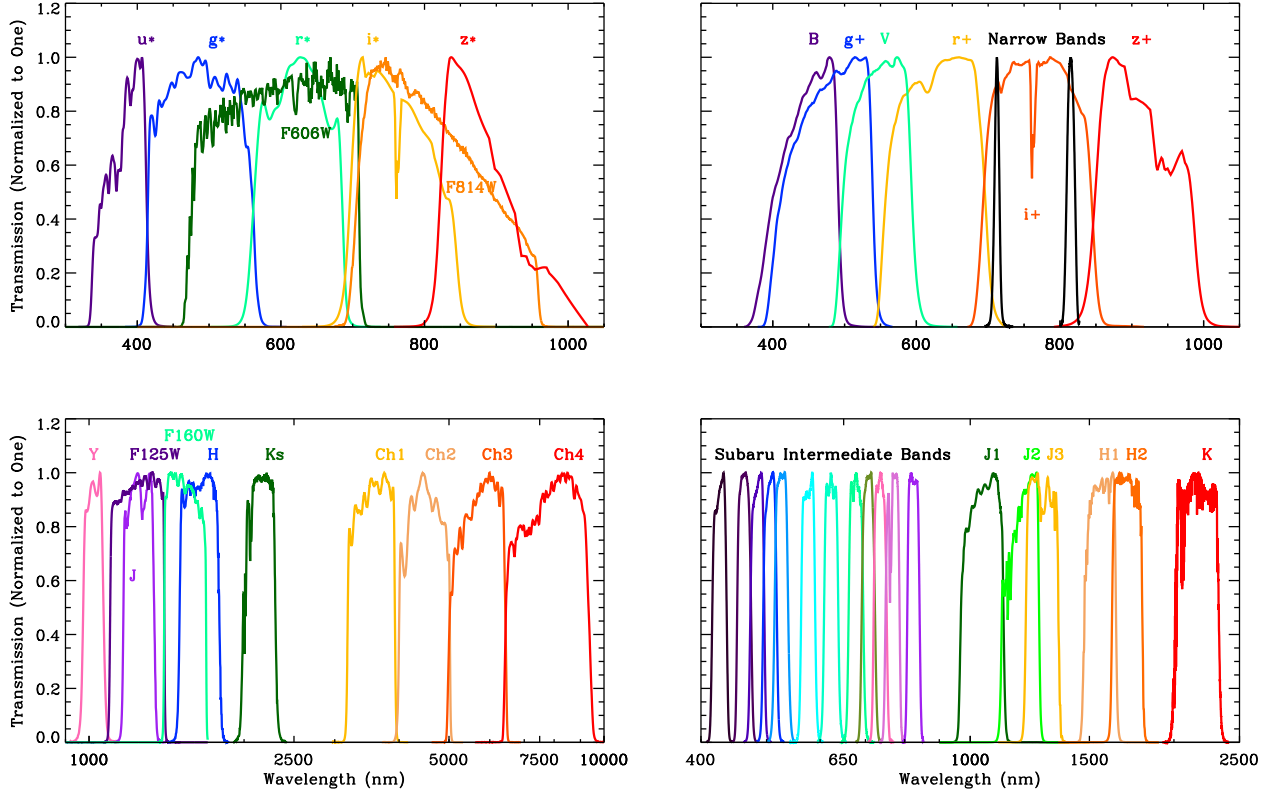 Transmission (Normalized to One)
1.2
1.0
0.8
0.6
0.4
0.2
0.0
u* g* r* i* z*
F606W
F814W
400 600 800 1000
B g+ V r+ Narrow Bands z+
i+
400 600 800 1000
Transmission (Normalized to One)
1.2
1.0
0.8
0.6
0.4
0.2
0.0
F160W
Y F125W H Ks Ch1 Ch2 Ch3 Ch4
J
1000 2500 5000 7500 10000
Wavelength (nm)
Subaru Intermediate Bands J1 J2 J3 H1 H2 K
400 650 1000 1500 2500
Wavelength (nm)